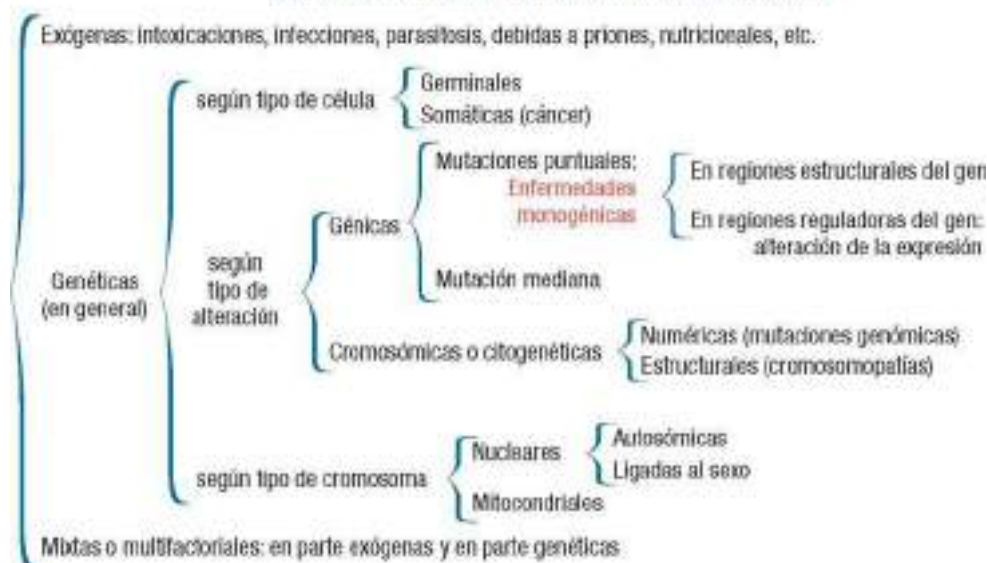 Exógenas: intoxicaciones, infecciones, parasitosis, debidas a priones, nutricionales, etc.
Genéticas
(en general)
según tipo de célula
Germinales
Somáticas (cáncer)
según
tipo de
alteración
Génicas
Mutaciones puntuales:
Enfermedades
monogénicas
En regiones estructurales del gen
En regiones reguladoras del gen:
alteración de la expresión
Mutación mediana
Cromosómicas o citogenéticas
Numéricas (mutaciones genómicas)
Estructurales (cromosomopatías)
según tipo de cromosoma
Nucleares
Autosómicas
Ligadas al sexo
Mitocondriales
Mixtas o multifactoriales: en parte exógenas y en parte genéticas